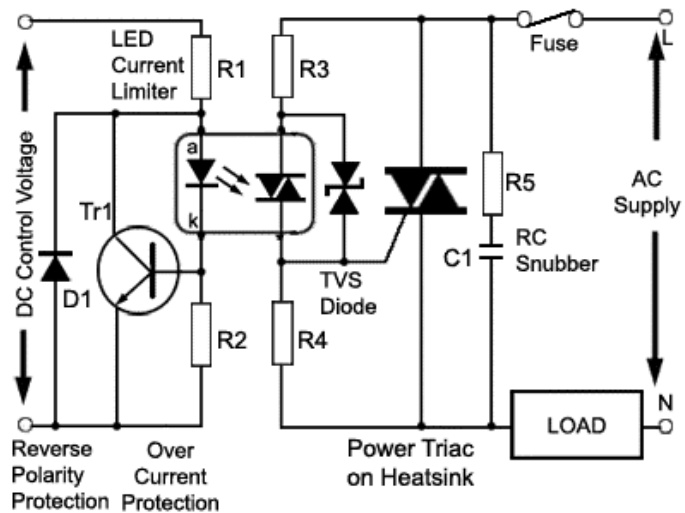 LED
Current
Limiter
R1
R3
Fuse
L
DC Control Voltage
a
k
Tr1
D1
R2
TVS
Diode
R4
R5
C1
RC
Snubber
AC
Supply
N
LOAD
Reverse
Polarity
Protection
Over
Current
Protection
Power Triac
on Heatsink